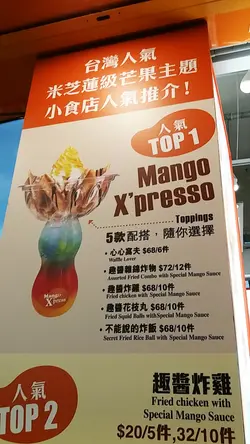 台灣人氣
米芝蓮級芒果主題
小食店人氣推介！
人氣
TOP 1
Mango
X'presso
Toppings
5款配搭，隨你選擇
・心心窩夫 $68/6件
Waffle Lover
・趣醬雜錦炸物 $72/12件
Assorted Fried Combo with Special Mango Sauce
・趣醬炸雞 $68/10件
Fried chicken with Special Mango Sauce
・趣醬花枝丸 $68/10件
Fried Squid Balls with Special Mango Sauce
・不能說的炸飯 $68/10件
Secret Fried Rice Ball with Special Mango Sauce
Mango
X'presso
人氣
TOP 2
趣醬炸雞
Fried chicken with
Special Mango Sauce
$20/5件,32/10件